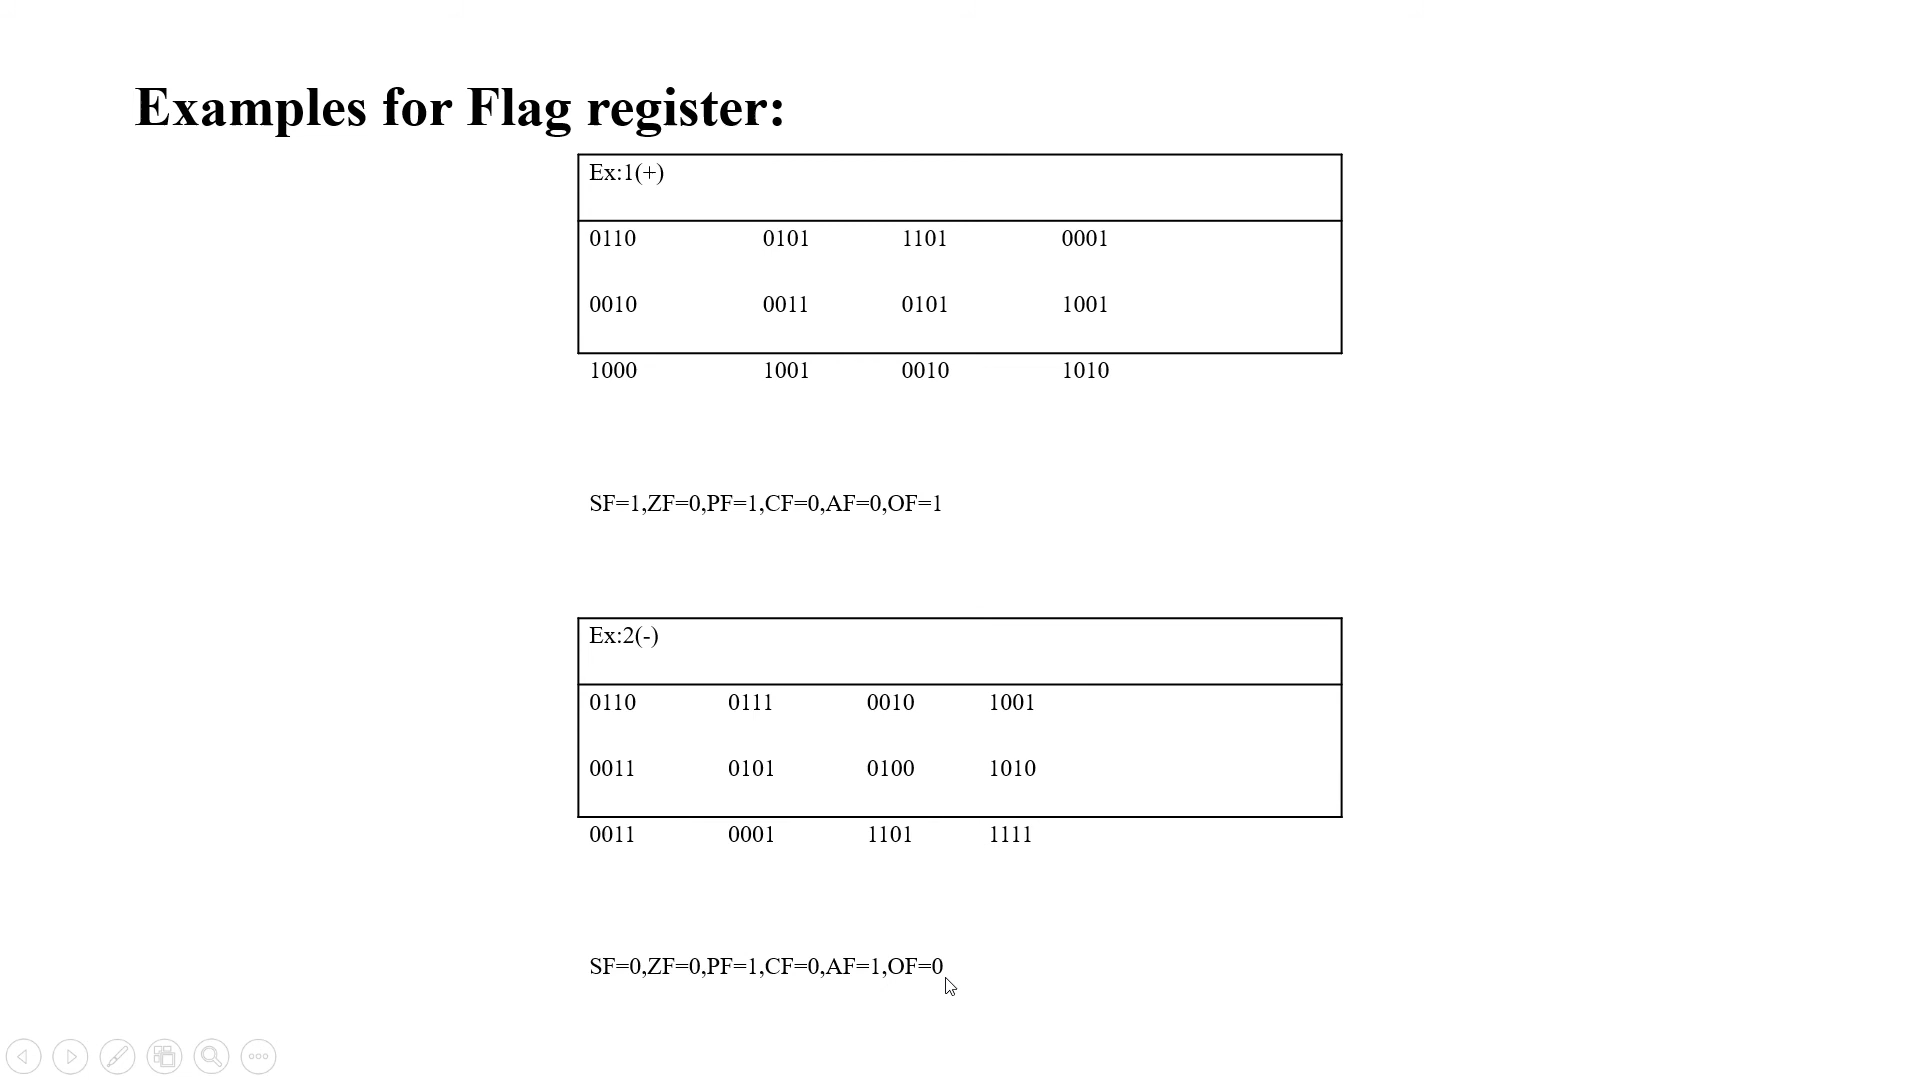 Examples for Flag register:
Ex:1(+)
0110 0101 1101 0001
0010 0011 0101 1001
1000 1001 0010 1010
SF=1,ZF=0,PF=1,CF=0,AF=0,OF=1
Ex:2(-)
0110 0111 0010 1001
0011 0101 0100 1010
0011 0001 1101 1111
SF=0,ZF=0,PF=1,CF=0,AF=1,OF=0